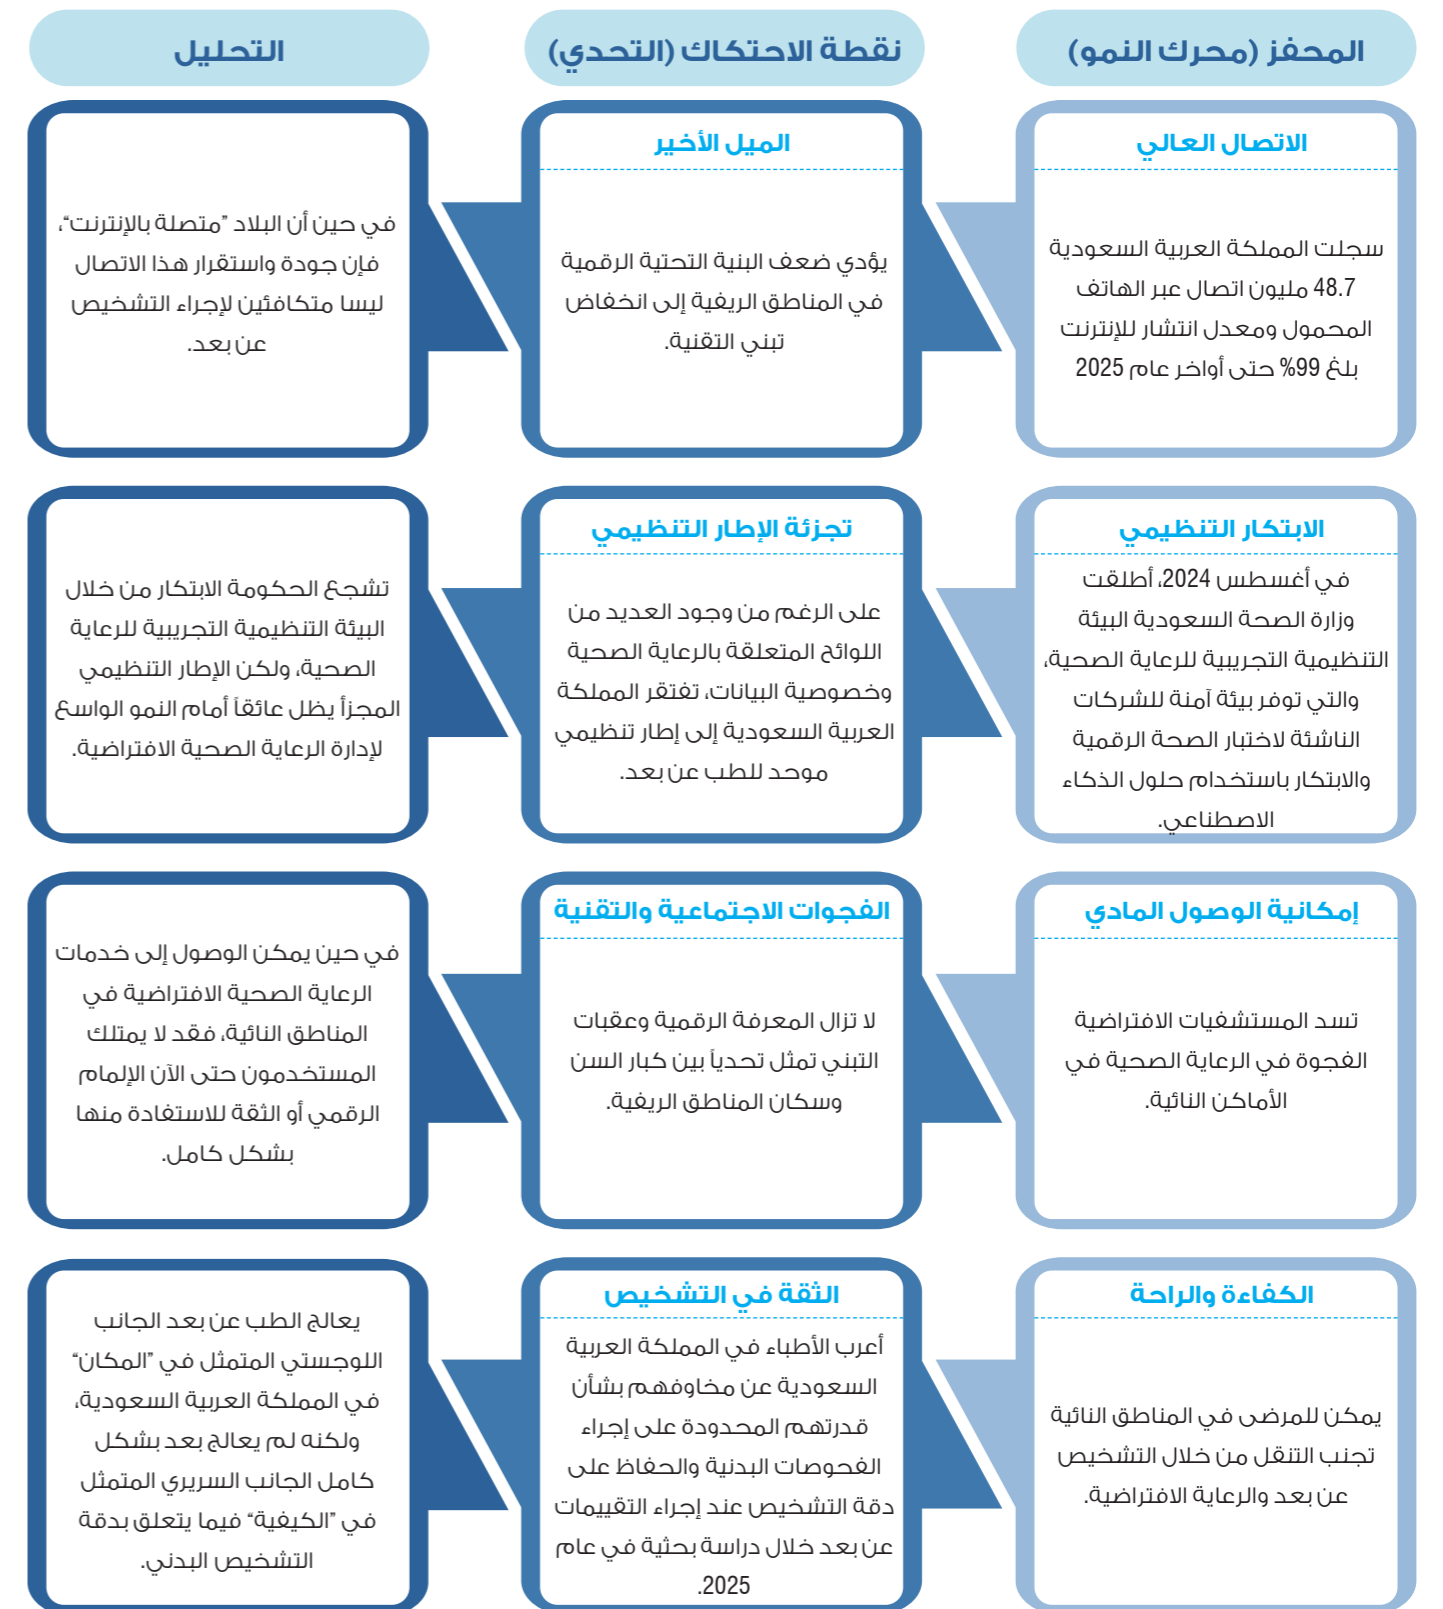 المحفز (محرك النمو)
نقطة الاحتكاك (التحدي)
التحليل
الاتصال العالي
سجلت المملكة العربية السعودية
48.7 مليون اتصال عبر الهاتف
المحمول ومعدل انتشار للإنترنت
بلغ 99% حتى أواخر عام 2025
الميل الأخير
يؤدي ضعف البنية التحتية الرقمية
في المناطق الريفية إلى انخفاض
تبني التقنية.
في حين أن البلاد ”متصلة بالإنترنت“،
فإن جودة واستقرار هذا الاتصال
ليسا متكافئين لإجراء التشخيص
عن بعد.
الابتكار التنظيمي
في أغسطس 2024، أطلقت
وزارة الصحة السعودية البيئة
التنظيمية التجريبية للرعاية الصحية،
والتي توفر بيئة آمنة للشركات
الناشئة لاختبار الصحة الرقمية
والابتكار باستخدام حلول الذكاء
الاصطناعي.
تجزئة الإطار التنظيمي
على الرغم من وجود العديد من
اللوائح المتعلقة بالرعاية الصحية
وخصوصية البيانات، تفتقر المملكة
العربية السعودية إلى إطار تنظيمي
موحد للطب عن بعد.
تشجع الحكومة الابتكار من خلال
البيئة التنظيمية التجريبية للرعاية
الصحية، ولكن الإطار التنظيمي
المجزأ يظل عائقاً أمام النمو الواسع
لإدارة الرعاية الصحية الافتراضية.
إمكانية الوصول المادي
تسد المستشفيات الافتراضية
الفجوة في الرعاية الصحية في
الأماكن النائية.
الفجوات الاجتماعية والتقنية
لا تزال المعرفة الرقمية وعقبات
التبني تمثل تحدياً بين كبار السن
وسكان المناطق الريفية.
في حين يمكن الوصول إلى خدمات
الرعاية الصحية الافتراضية في
المناطق النائية، فقد لا يمتلك
المستخدمون حتى الآن الإلمام
الرقمي أو الثقة للاستفادة منها
بشكل كامل.
الكفاءة والراحة
يمكن للمرضى في المناطق النائية
تجنب التنقل من خلال التشخيص
عن بعد والرعاية الافتراضية.
الثقة في التشخيص
أعرب الأطباء في المملكة العربية
السعودية عن مخاوفهم بشأن
قدرتهم المحدودة على إجراء
الفحوصات البدنية والحفاظ على
دقة التشخيص عند إجراء التقييمات
عن بعد خلال دراسة بحثية في عام
2025.
يعالج الطب عن بعد الجانب
اللوجستي المتمثل في ”المكان“
في المملكة العربية السعودية،
ولكنه لم يعالج بعد بشكل
كامل الجانب السريري المتمثل
في ”الكيفية“ فيما يتعلق بدقة
التشخيص البدني.